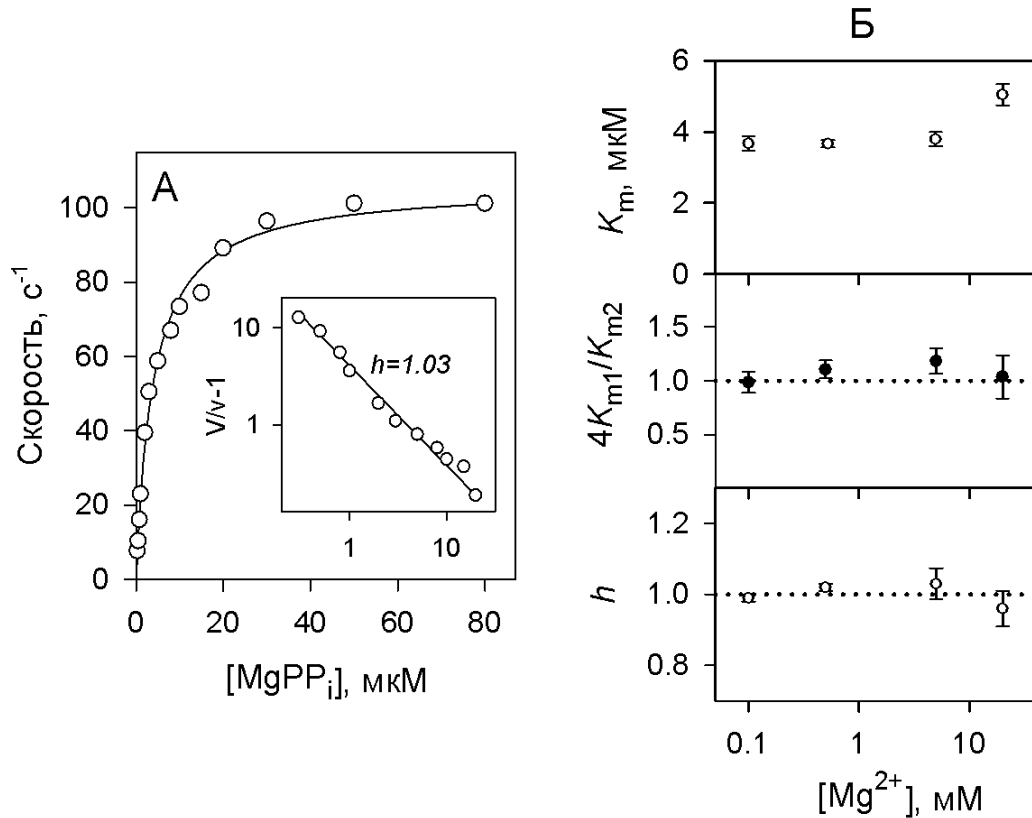 А
Скорость, с⁻¹
100
80
60
40
20
0
0 20 40 60 80
[MgPPᵢ], мкМ
V/v-1
10
1
h=1.03
1 10
Б
Kₘ, мкМ
6
4
2
0
4Kₘ₁/Kₘ₂
1.5
1.0
0.5
h
1.2
1.0
0.8
0.1 1 10
[Mg²⁺], мМ